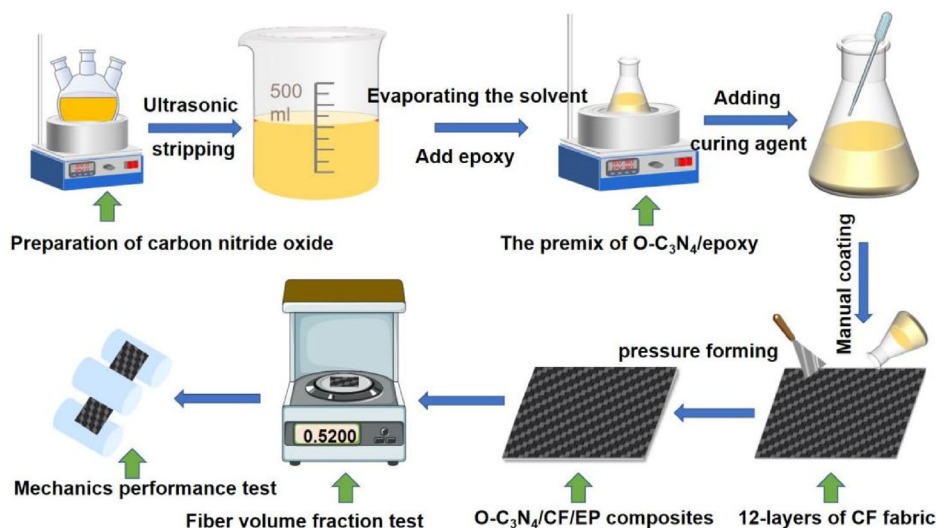 500
ml
Ultrasonic
stripping
Evaporating the solvent
Add epoxy
Adding
curing agent
Preparation of carbon nitride oxide
The premix of O-C₃N₄/epoxy
Manual coating
pressure forming
0.5200
Mechanics performance test
Fiber volume fraction test
O-C₃N₄/CF/EP composites
12-layers of CF fabric